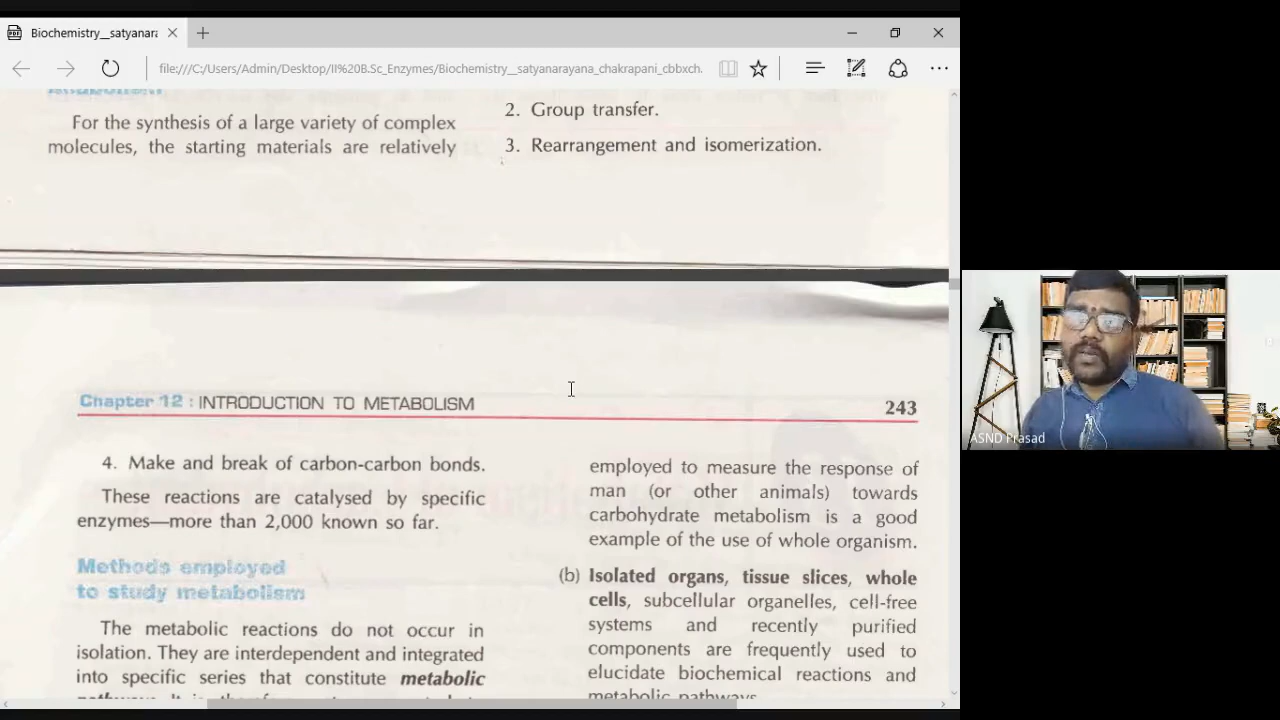 Biochemistry__satyanara
file:///C:/Users/Admin/Desktop/II%20B.Sc_Enzymes/Biochemistry__satyanarayana_chakrapani_cbbxch.
For the synthesis of a large variety of complex
molecules, the starting materials are relatively
2. Group transfer.
3. Rearrangement and isomerization.
Chapter 12 : INTRODUCTION TO METABOLISM
243
4. Make and break of carbon-carbon bonds.
These reactions are catalysed by specific
enzymes—more than 2,000 known so far.
Methods employed
to study metabolism
The metabolic reactions do not occur in
isolation. They are interdependent and integrated
into specific series that constitute metabolic
employed to measure the response of
man (or other animals) towards
carbohydrate metabolism is a good
example of the use of whole organism.
(b) Isolated organs, tissue slices, whole
cells, subcellular organelles, cell-free
systems and recently purified
components are frequently used to
elucidate biochemical reactions and
metabolic pathways
ASND Prasad